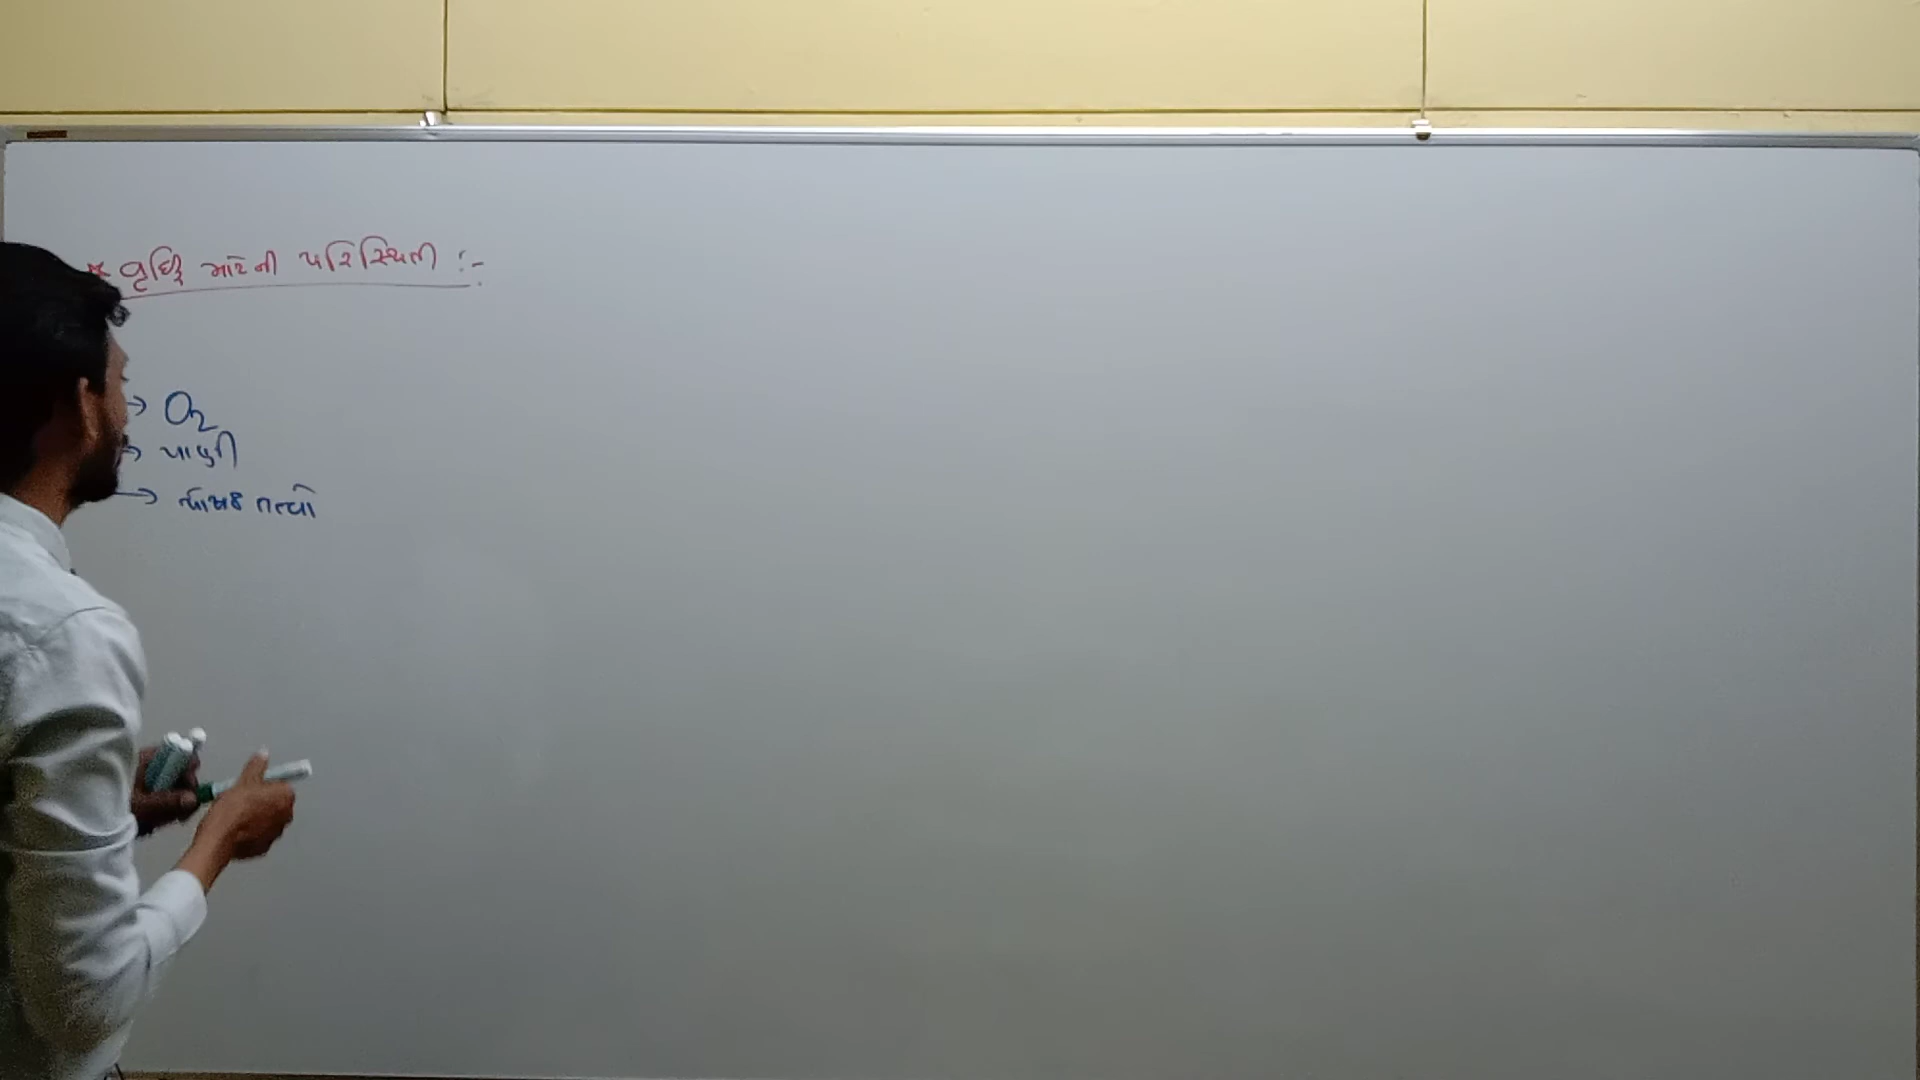 * વૃદ્ધિ માટેની પરિસ્થિતી :-
→ O2
→ પાણી
→ પોષક તત્વો